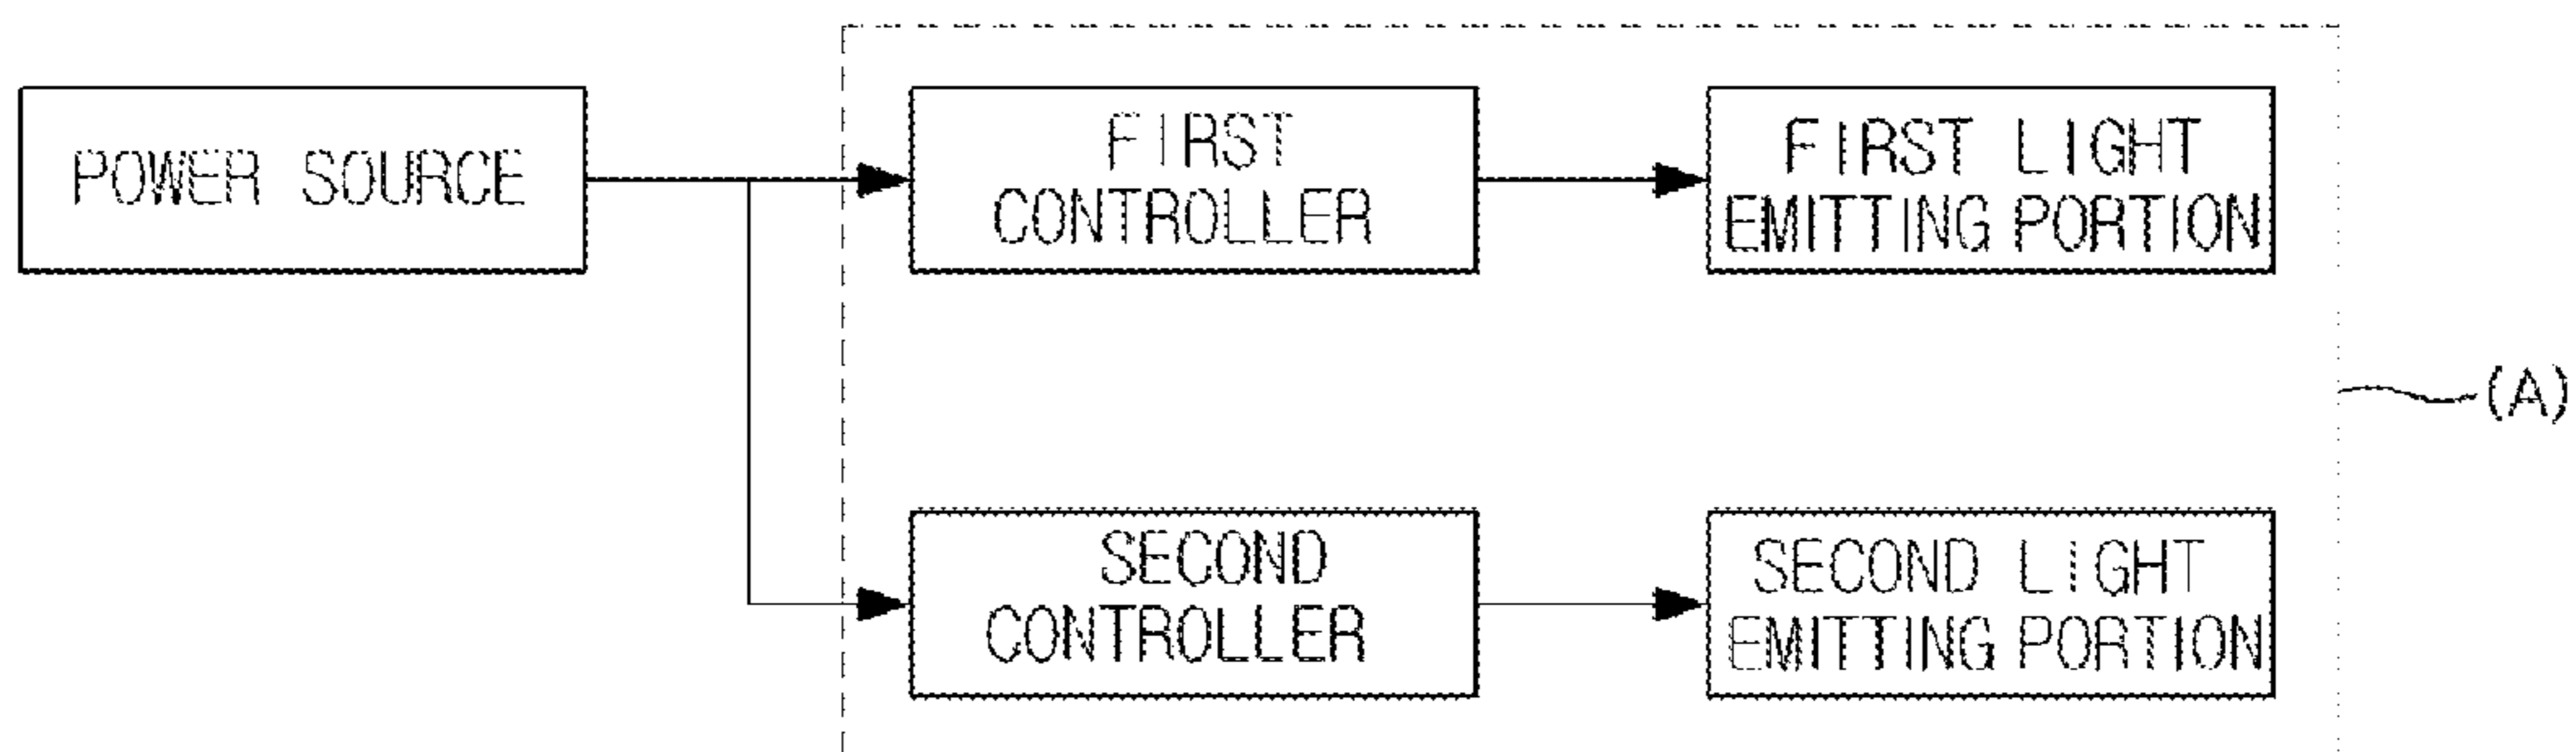 POWER SOURCE
FIRST
CONTROLLER
FIRST LIGHT
EMITTING PORTION
(A)
SECOND
CONTROLLER
SECOND LIGHT
EMITTING PORTION